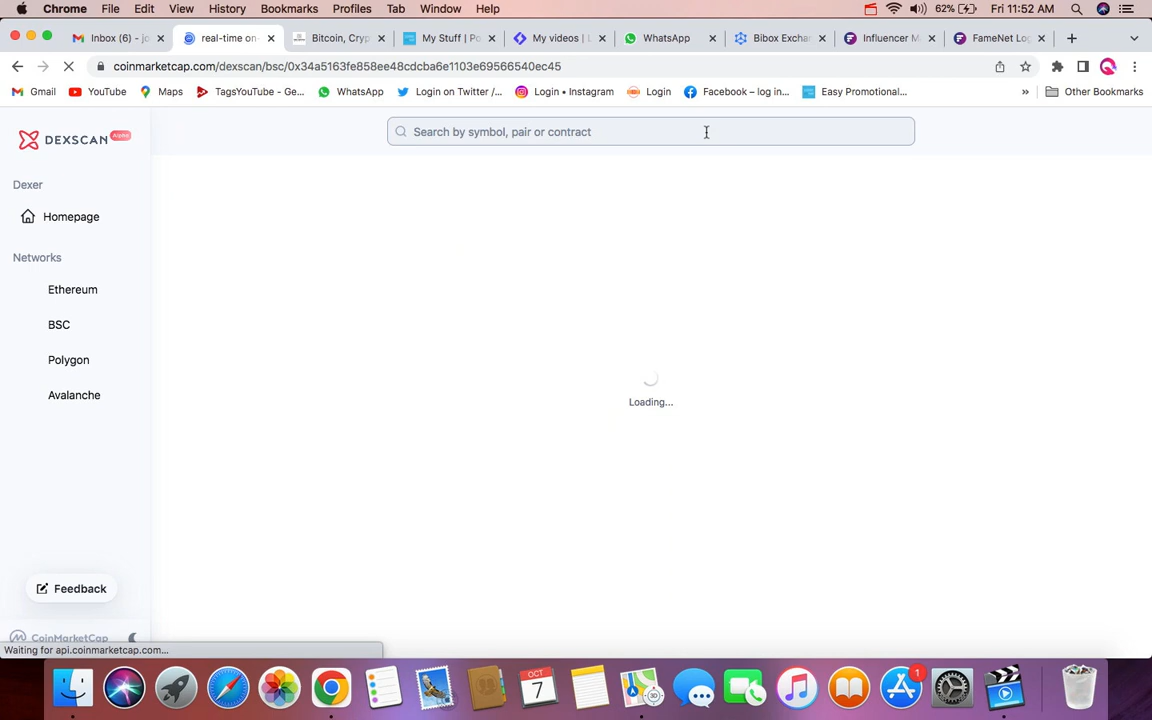 Chrome File Edit View History Bookmarks Profiles Tab Window Help 62% Fri 11:52 AM
Inbox (6) - jo real-time on- Bitcoin, Cryp My Stuff | Po My videos | L WhatsApp Bibox Exchan Influencer M FameNet Log
coinmarketcap.com/dexscan/bsc/0x34a5163fe858ee48cdcba6e1103e69566540ec45
Gmail YouTube Maps TagsYouTube - Ge... WhatsApp Login on Twitter /... Login • Instagram Login Facebook – log in... Easy Promotional... » Other Bookmarks
DEXSCAN Alpha
Search by symbol, pair or contract
Dexer
Homepage
Networks
Ethereum
BSC
Polygon
Avalanche
Loading...
Feedback
CoinMarketCap
Waiting for api.coinmarketcap.com...
OCT
7
1